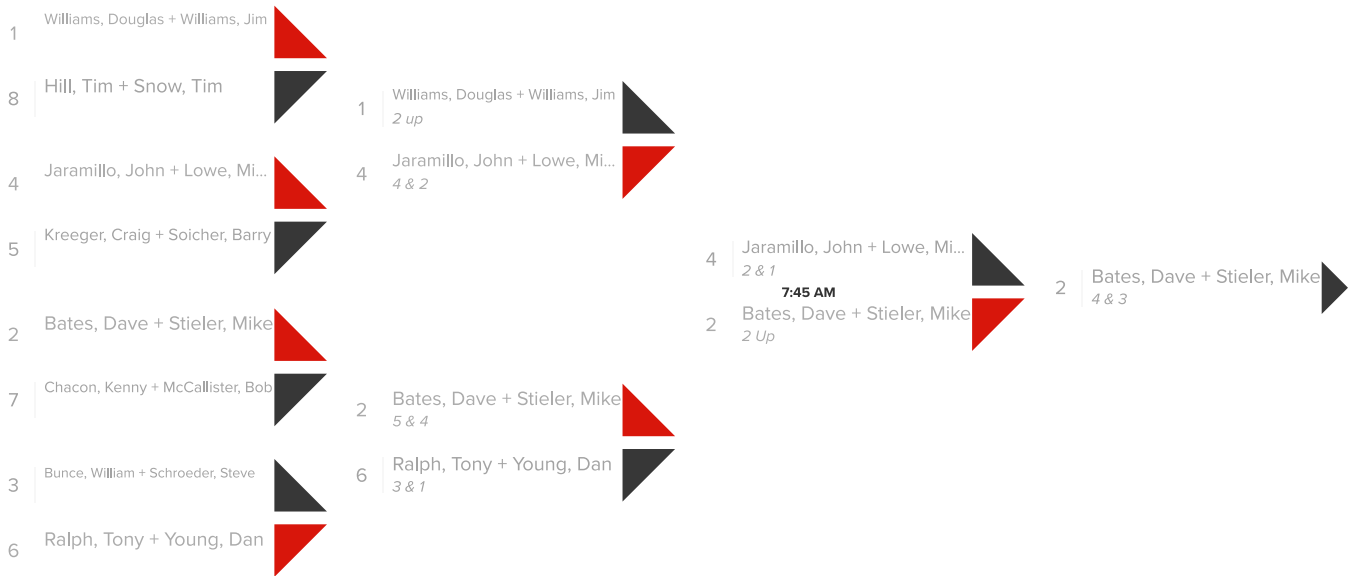 1
Williams, Douglas + Williams, Jim
8
Hill, Tim + Snow, Tim
4
Jaramillo, John + Lowe, Mi...
5
Kreeger, Craig + Soicher, Barry
2
Bates, Dave + Stieler, Mike
7
Chacon, Kenny + McCallister, Bob
3
Bunce, William + Schroeder, Steve
6
Ralph, Tony + Young, Dan
1
Williams, Douglas + Williams, Jim
2 up
4
Jaramillo, John + Lowe, Mi...
4 & 2
2
Bates, Dave + Stieler, Mike
5 & 4
6
Ralph, Tony + Young, Dan
3 & 1
4
Jaramillo, John + Lowe, Mi...
2 & 1
7:45 AM
2
Bates, Dave + Stieler, Mike
2 Up
2
Bates, Dave + Stieler, Mike
4 & 3